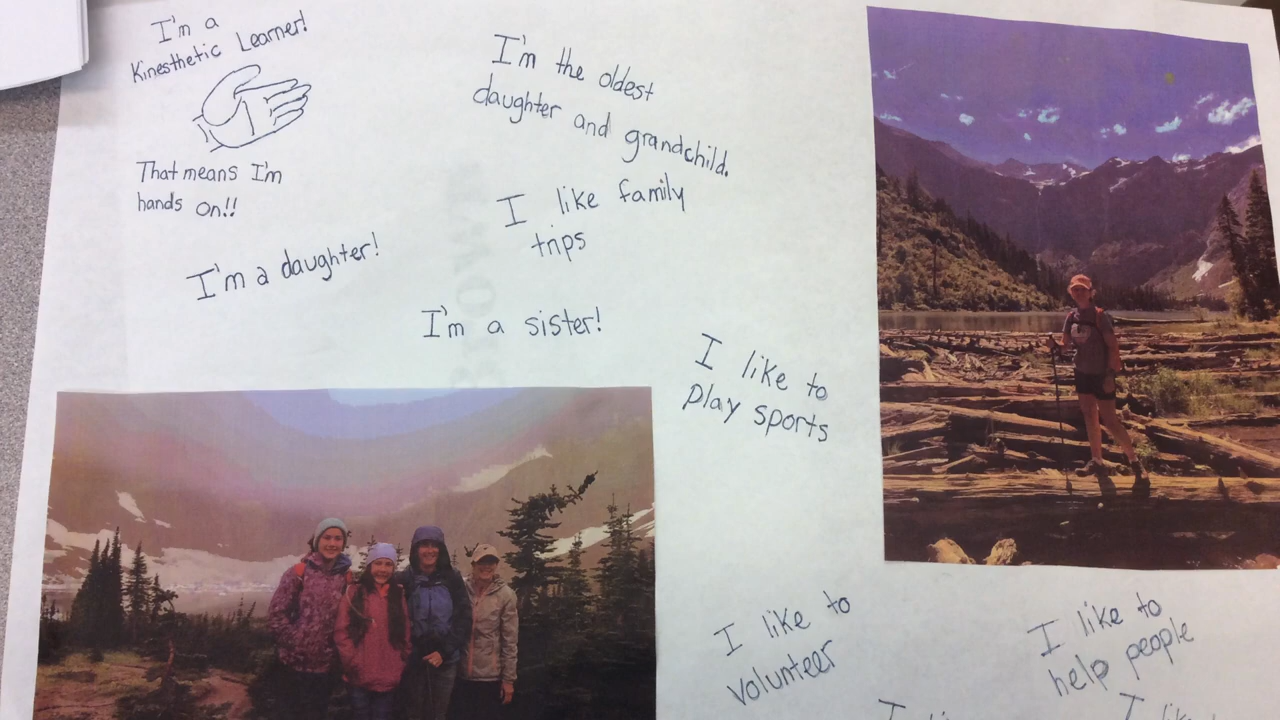 I'm a
Kinesthetic Learner!
That means I'm
hands on!!
I'm the oldest
daughter and grandchild.
I like family
trips
I'm a daughter!
I'm a sister!
I like to
play sports
I like to
volunteer
I like to
help people
I
I